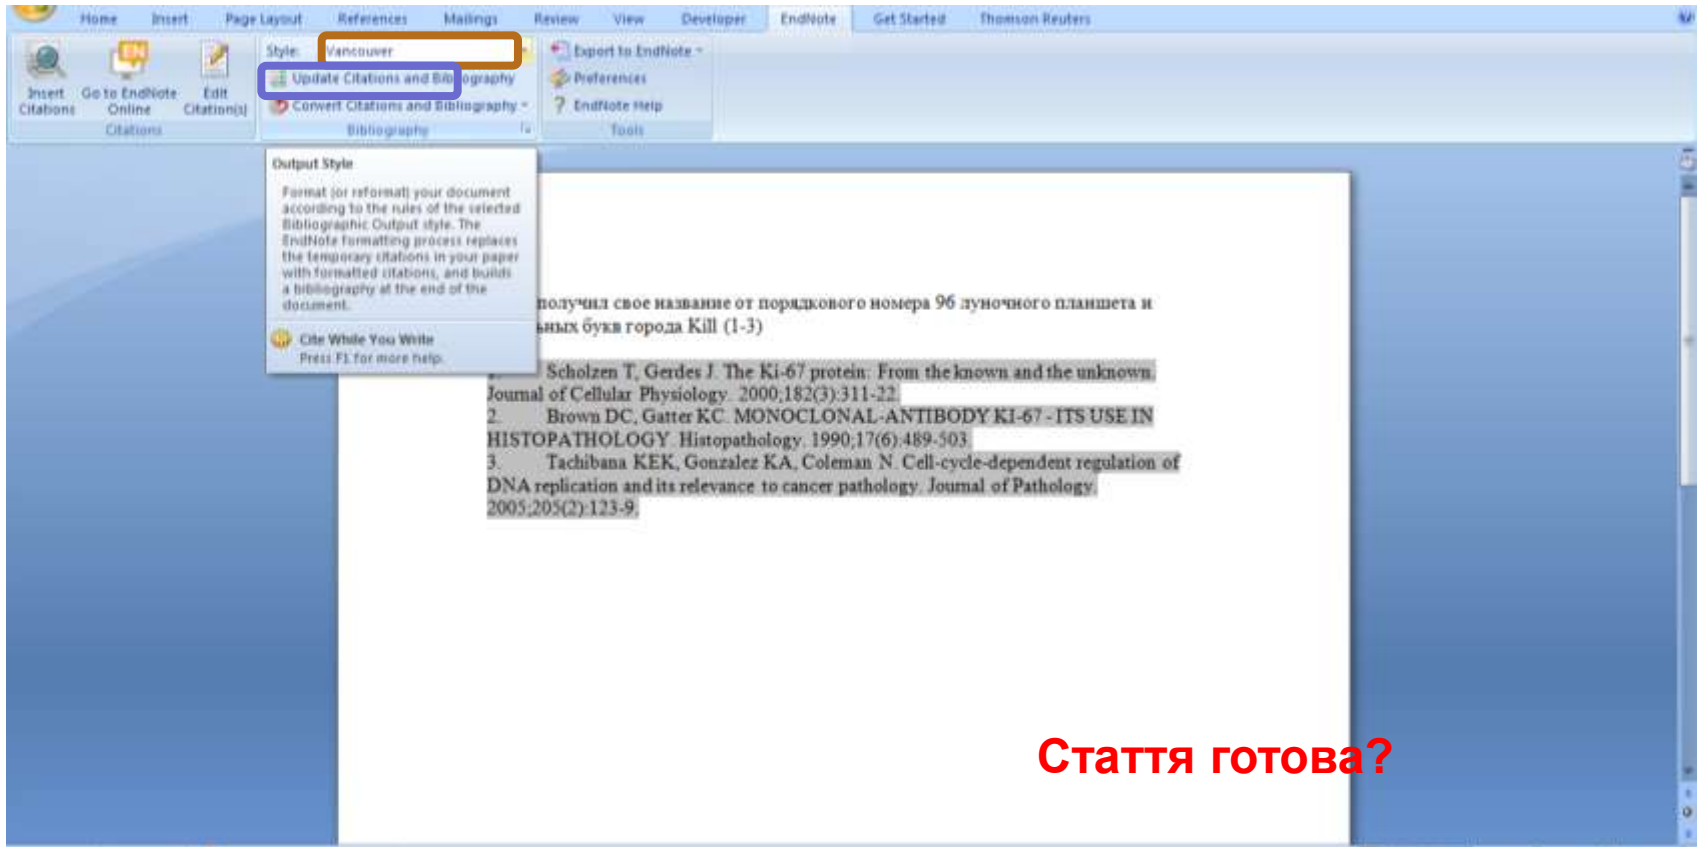 Home Insert Page Layout References Mailings Review View Developer EndNote Get Started Thomson Reuters
Insert Citations
Go to EndNote Online
Edit Citation(s)
Citations
Style: Vancouver
Update Citations and Bibliography
Convert Citations and Bibliography
Bibliography
Export to EndNote
Preferences
? EndNote Help
Tools
Output Style
Format (or reformat) your document
according to the rules of the selected
Bibliographic Output style. The
EndNote formatting process replaces
the temporary citations in your paper
with formatted citations, and builds
a bibliography at the end of the
document.
Cite While You Write
Press F1 for more help.
получил свое название от порядкового номера 96 луночного планшета и
ьных букв города Kill (1-3)
Scholzen T, Gerdes J. The Ki-67 protein: From the known and the unknown.
Journal of Cellular Physiology. 2000;182(3):311-22.
2. Brown DC, Gatter KC. MONOCLONAL-ANTIBODY KI-67 - ITS USE IN
HISTOPATHOLOGY. Histopathology. 1990;17(6):489-503.
3. Tachibana KEK, Gonzalez KA, Coleman N. Cell-cycle-dependent regulation of
DNA replication and its relevance to cancer pathology. Journal of Pathology.
2005;205(2):123-9.
Стаття готова?